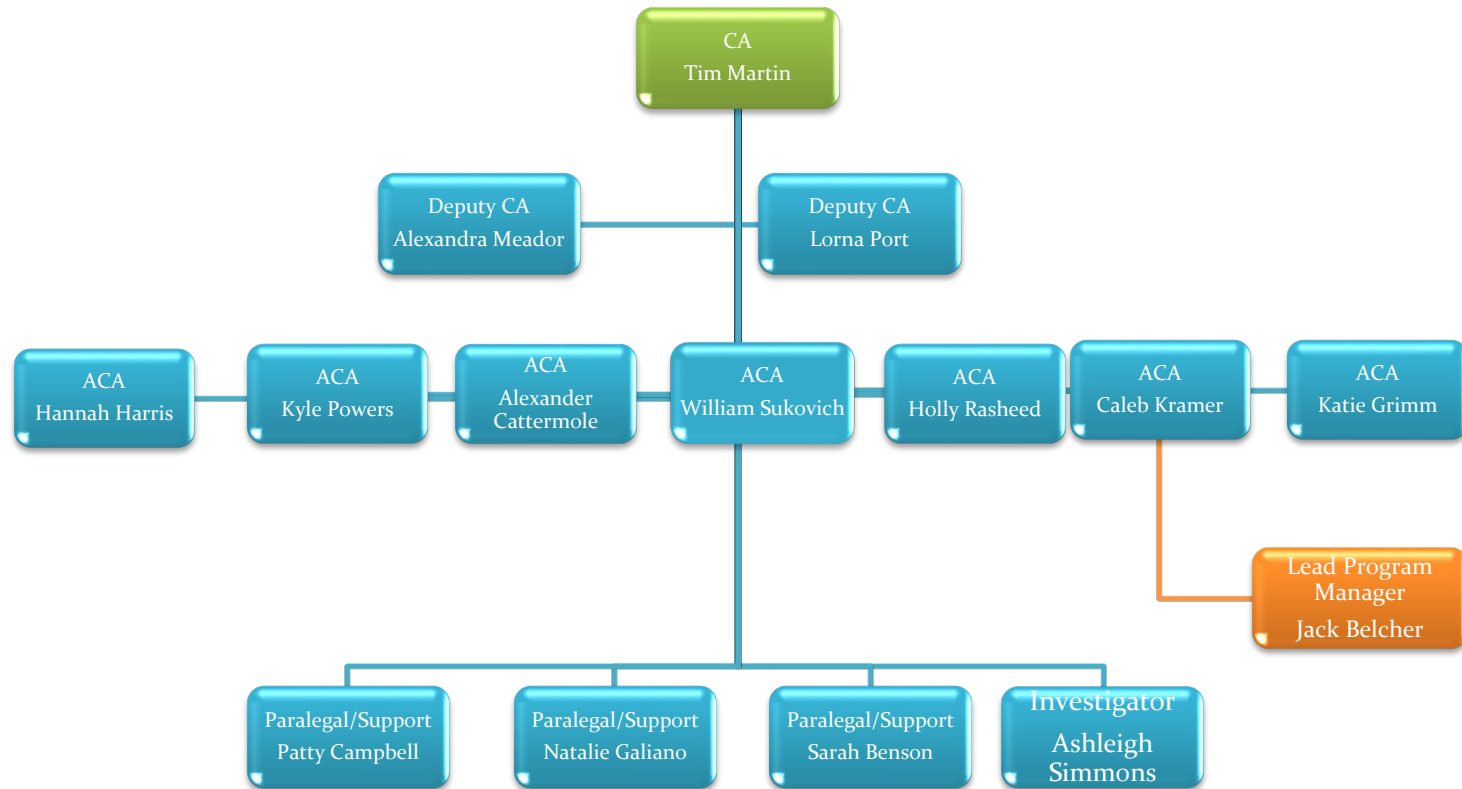 CA
Tim Martin
Deputy CA
Alexandra Meador
Deputy CA
Lorna Port
ACA
Hannah Harris
ACA
Kyle Powers
ACA
Alexander
Cattermole
ACA
William Sukovich
ACA
Holly Rasheed
ACA
Caleb Kramer
ACA
Katie Grimm
Lead Program
Manager
Jack Belcher
Paralegal/Support
Patty Campbell
Paralegal/Support
Natalie Galiano
Paralegal/Support
Sarah Benson
Investigator
Ashleigh
Simmons